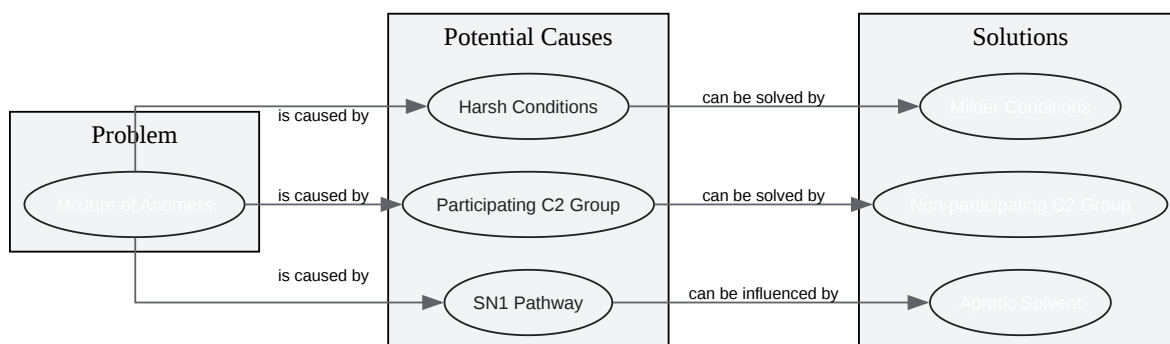 Potential Causes
Solutions
Harsh Conditions
can be solved by
Milder Conditions
is caused by
Problem
Mixture of Anomers
is caused by
Participating C2 Group
can be solved by
Non-participating C2 Group
is caused by
SN1 Pathway
can be influenced by
Aprotic Solvent